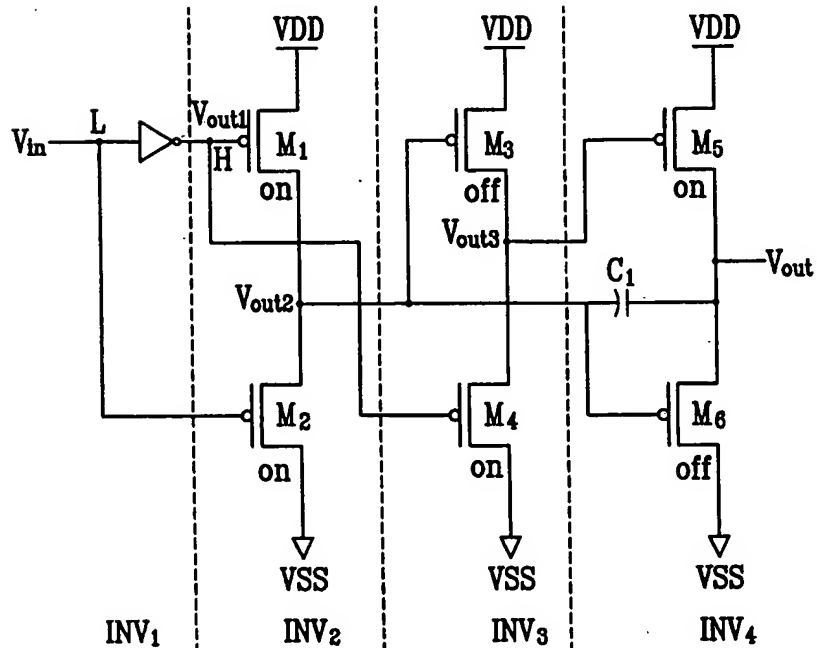 VDD VDD VDD
L Vout1
Vin H M1 M3 M5
on off on
Vout3
C1 Vout
Vout2
M2 M4 M6
on on off
VSS VSS VSS
INV1 INV2 INV3 INV4